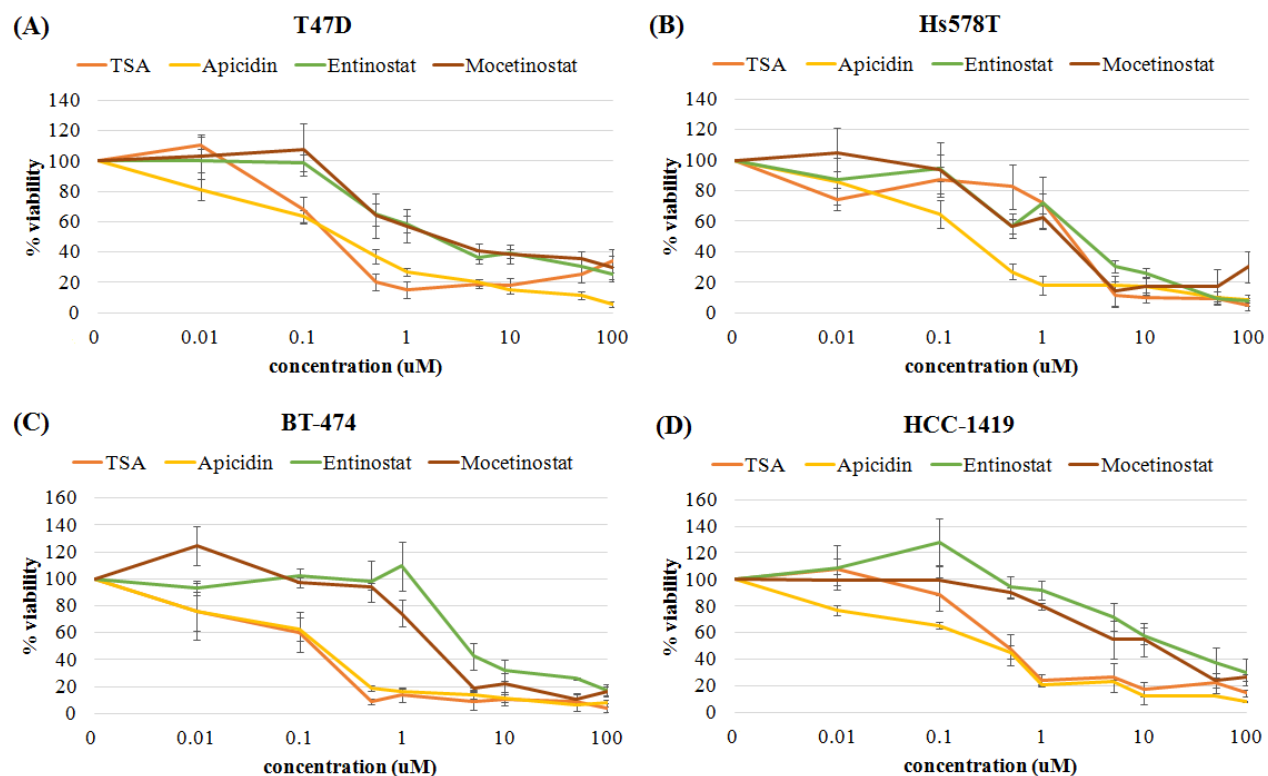 (A) T47D
TSA Apicidin Entinostat Mocetinostat
140
120
100
80
60
40
20
0
% viability
0 0.01 0.1 1 10 100
concentration (uM)
(B) Hs578T
TSA Apicidin Entinostat Mocetinostat
140
120
100
80
60
40
20
0
% viability
0 0.01 0.1 1 10 100
concentration (uM)
(C) BT-474
TSA Apicidin Entinostat Mocetinostat
160
140
120
100
80
60
40
20
0
% viability
0 0.01 0.1 1 10 100
concentration (uM)
(D) HCC-1419
TSA Apicidin Entinostat Mocetinostat
160
140
120
100
80
60
40
20
0
% viability
0 0.01 0.1 1 10 100
concentration (uM)